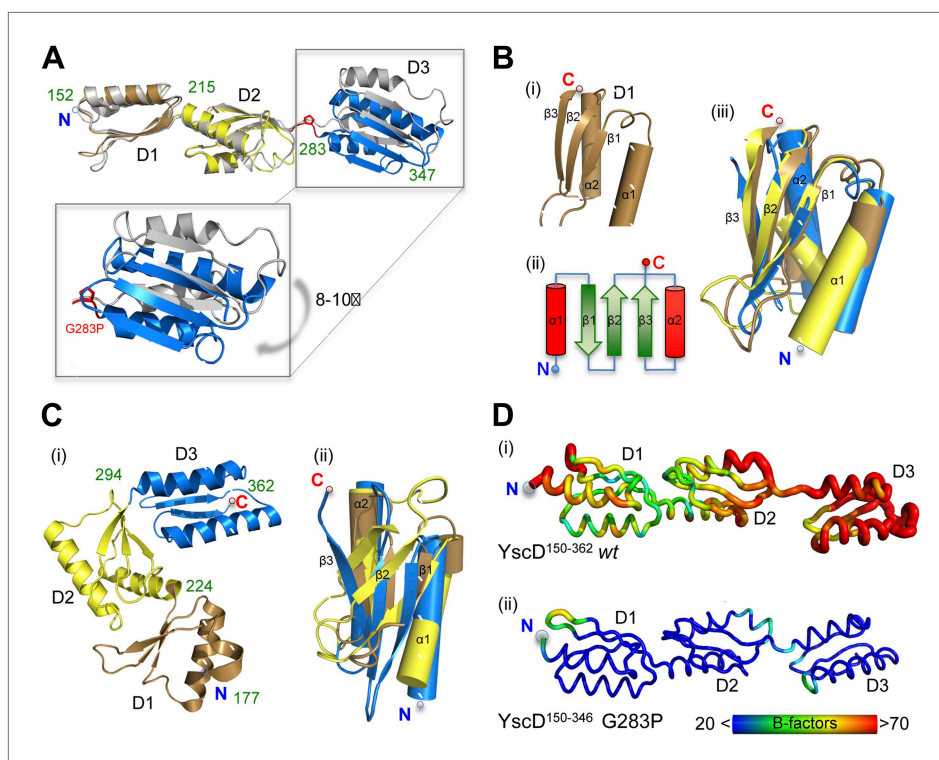 A
152
N
D1
215
D2
283
D3
347
G283P
8-10
B
(i)
C
D1
β3
β2
β1
α2
α1
(ii)
C
α1
β1
β2
β3
α2
N
(iii)
C
α2
β1
β3
β2
α1
N
C
(i)
D3
294
362
C
D2
224
D1
N
177
(ii)
C
α2
β3
β2
β1
α1
N
D
(i)
D1
D3
N
D2
YscD150-362 wt
(ii)
N
D1
D2
D3
YscD150-346 G283P
20 < B-factors >70